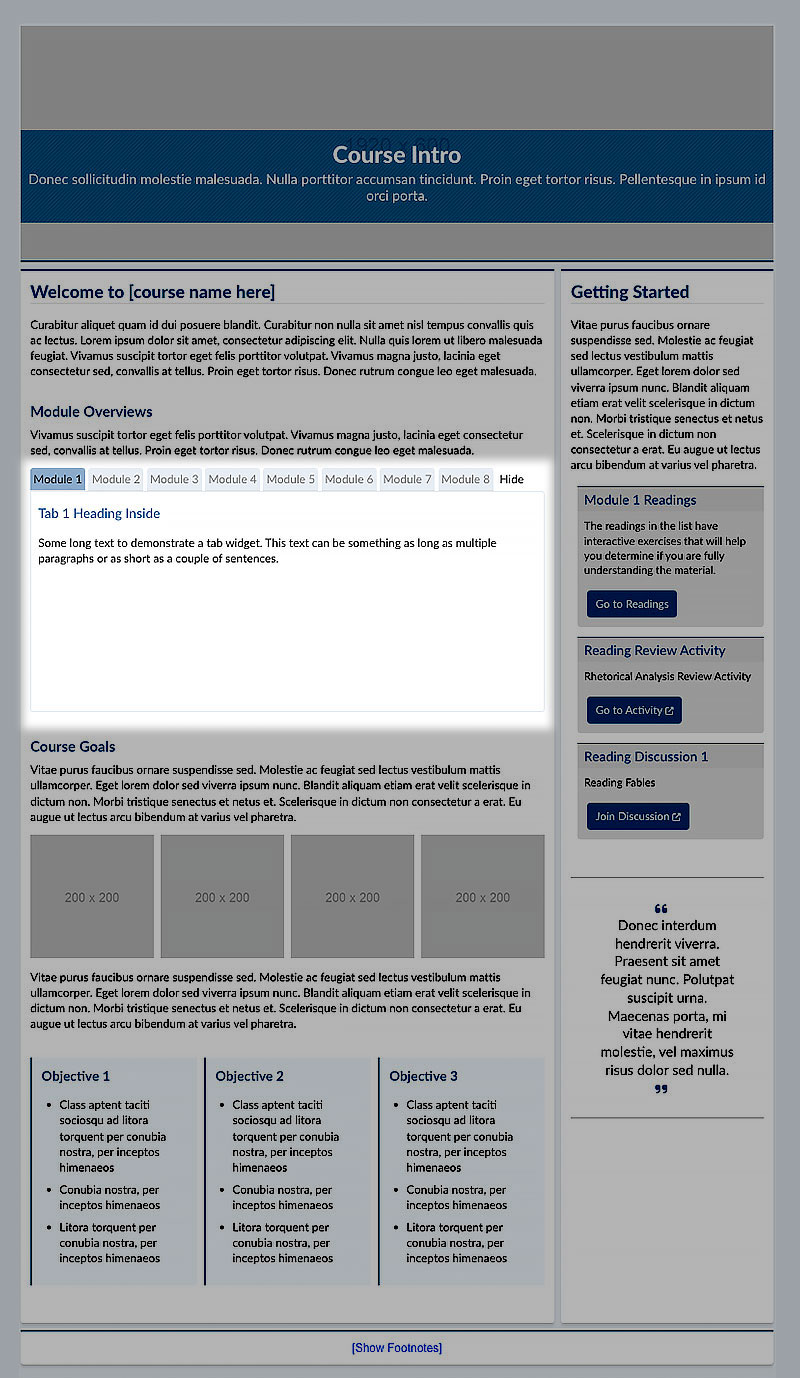 1920 x 600
Course Intro
Donec sollicitudin molestie malesuada. Nulla porttitor accumsan tincidunt. Proin eget tortor risus. Pellentesque in ipsum id
orci porta.
Welcome to [course name here]
Curabitur aliquet quam id dui posuere blandit. Curabitur non nulla sit amet nisl tempus convallis quis
ac lectus. Lorem ipsum dolor sit amet, consectetur adipiscing elit. Nulla quis lorem ut libero malesuada
feugiat. Vivamus suscipit tortor eget felis porttitor volutpat. Vivamus magna justo, lacinia eget
consectetur sed, convallis at tellus. Proin eget tortor risus. Donec rutrum congue leo eget malesuada.
Module Overviews
Vivamus suscipit tortor eget felis porttitor volutpat. Vivamus magna justo, lacinia eget consectetur
sed, convallis at tellus. Proin eget tortor risus. Donec rutrum congue leo eget malesuada.
Module 1 Module 2 Module 3 Module 4 Module 5 Module 6 Module 7 Module 8 Hide
Tab 1 Heading Inside
Some long text to demonstrate a tab widget. This text can be something as long as multiple
paragraphs or as short as a couple of sentences.
Course Goals
Vitae purus faucibus ornare suspendisse sed. Molestie ac feugiat sed lectus vestibulum mattis
ullamcorper. Eget lorem dolor sed viverra ipsum nunc. Blandit aliquam etiam erat velit scelerisque in
dictum non. Morbi tristique senectus et netus et. Scelerisque in dictum non consectetur a erat. Eu
augue ut lectus arcu bibendum at varius vel pharetra.
200 x 200 200 x 200 200 x 200 200 x 200
Vitae purus faucibus ornare suspendisse sed. Molestie ac feugiat sed lectus vestibulum mattis
ullamcorper. Eget lorem dolor sed viverra ipsum nunc. Blandit aliquam etiam erat velit scelerisque in
dictum non. Morbi tristique senectus et netus et. Scelerisque in dictum non consectetur a erat. Eu
augue ut lectus arcu bibendum at varius vel pharetra.
Objective 1
• Class aptent taciti
sociosqu ad litora
torquent per conubia
nostra, per inceptos
himenaeos
• Conubia nostra, per
inceptos himenaeos
• Litora torquent per
conubia nostra, per
inceptos himenaeos
Objective 2
• Class aptent taciti
sociosqu ad litora
torquent per conubia
nostra, per inceptos
himenaeos
• Conubia nostra, per
inceptos himenaeos
• Litora torquent per
conubia nostra, per
inceptos himenaeos
Objective 3
• Class aptent taciti
sociosqu ad litora
torquent per conubia
nostra, per inceptos
himenaeos
• Conubia nostra, per
inceptos himenaeos
• Litora torquent per
conubia nostra, per
inceptos himenaeos
Getting Started
Vitae purus faucibus ornare
suspendisse sed. Molestie ac feugiat
sed lectus vestibulum mattis
ullamcorper. Eget lorem dolor sed
viverra ipsum nunc. Blandit aliquam
etiam erat velit scelerisque in dictum
non. Morbi tristique senectus et netus
et. Scelerisque in dictum non
consectetur a erat. Eu augue ut lectus
arcu bibendum at varius vel pharetra.
Module 1 Readings
The readings in the list have
interactive exercises that will help
you determine if you are fully
understanding the material.
Go to Readings
Reading Review Activity
Rhetorical Analysis Review Activity
Go to Activity
Reading Discussion 1
Reading Fables
Join Discussion
“
Donec interdum
hendrerit viverra.
Praesent sit amet
feugiat nunc. Polutpat
suscipit urna.
Maecenas porta, mi
vitae hendrerit
molestie, vel maximus
risus dolor sed nulla.
”
[Show Footnotes]